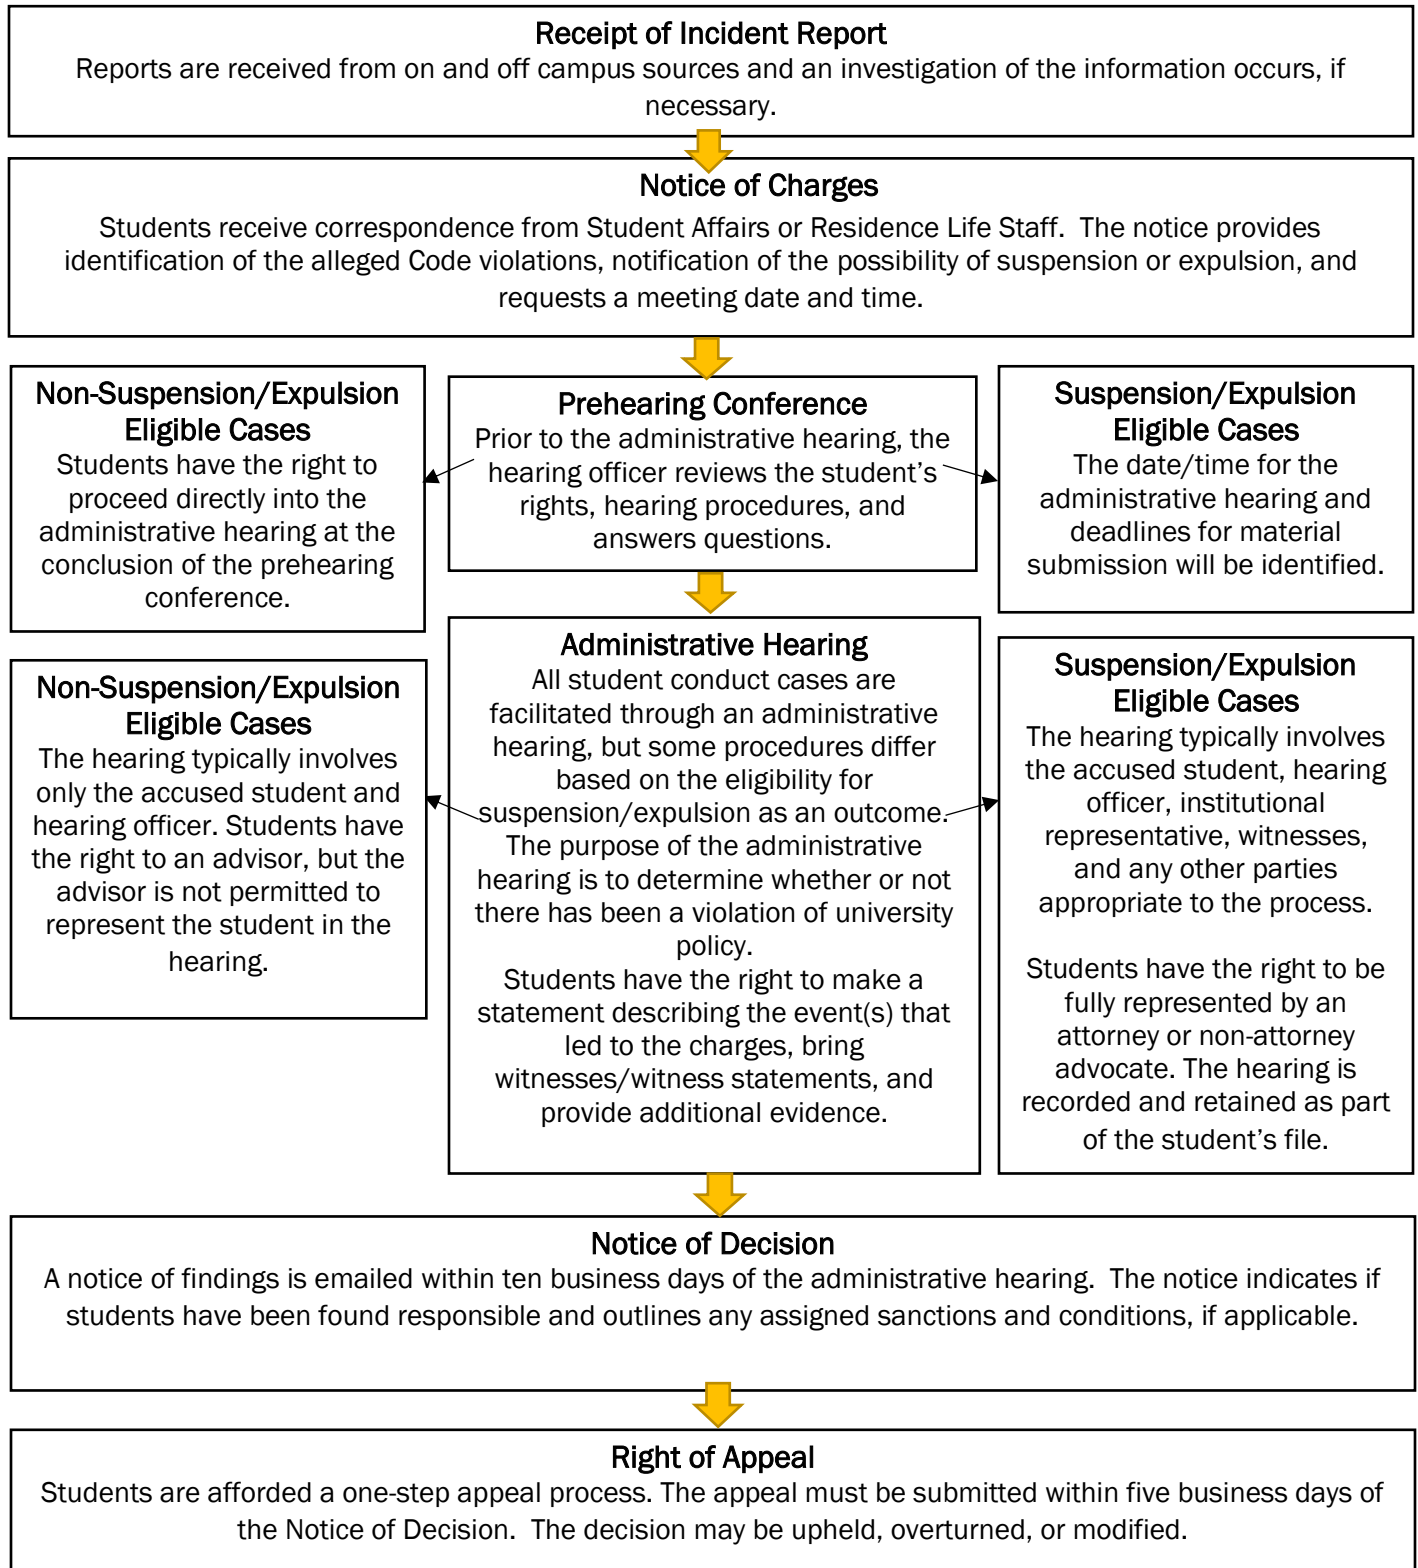 Receipt of Incident Report
Reports are received from on and off campus sources and an investigation of the information occurs, if
necessary.
Notice of Charges
Students receive correspondence from Student Affairs or Residence Life Staff.  The notice provides
identification of the alleged Code violations, notification of the possibility of suspension or expulsion, and
requests a meeting date and time.
Non-Suspension/Expulsion
Eligible Cases
Students have the right to
proceed directly into the
administrative hearing at the
conclusion of the prehearing
conference.
Prehearing Conference
Prior to the administrative hearing, the
hearing officer reviews the student’s
rights, hearing procedures, and
answers questions.
Suspension/Expulsion
Eligible Cases
The date/time for the
administrative hearing and
deadlines for material
submission will be identified.
Non-Suspension/Expulsion
Eligible Cases
The hearing typically involves
only the accused student and
hearing officer. Students have
the right to an advisor, but the
advisor is not permitted to
represent the student in the
hearing.
Administrative Hearing
All student conduct cases are
facilitated through an administrative
hearing, but some procedures differ
based on the eligibility for
suspension/expulsion as an outcome.
The purpose of the administrative
hearing is to determine whether or not
there has been a violation of university
policy.
Students have the right to make a
statement describing the event(s) that
led to the charges, bring
witnesses/witness statements, and
provide additional evidence.
Suspension/Expulsion
Eligible Cases
The hearing typically involves
the accused student, hearing
officer, institutional
representative, witnesses,
and any other parties
appropriate to the process.
Students have the right to be
fully represented by an
attorney or non-attorney
advocate. The hearing is
recorded and retained as part
of the student’s file.
Notice of Decision
A notice of findings is emailed within ten business days of the administrative hearing.  The notice indicates if
students have been found responsible and outlines any assigned sanctions and conditions, if applicable.
Right of Appeal
Students are afforded a one-step appeal process. The appeal must be submitted within five business days of
the Notice of Decision.  The decision may be upheld, overturned, or modified.